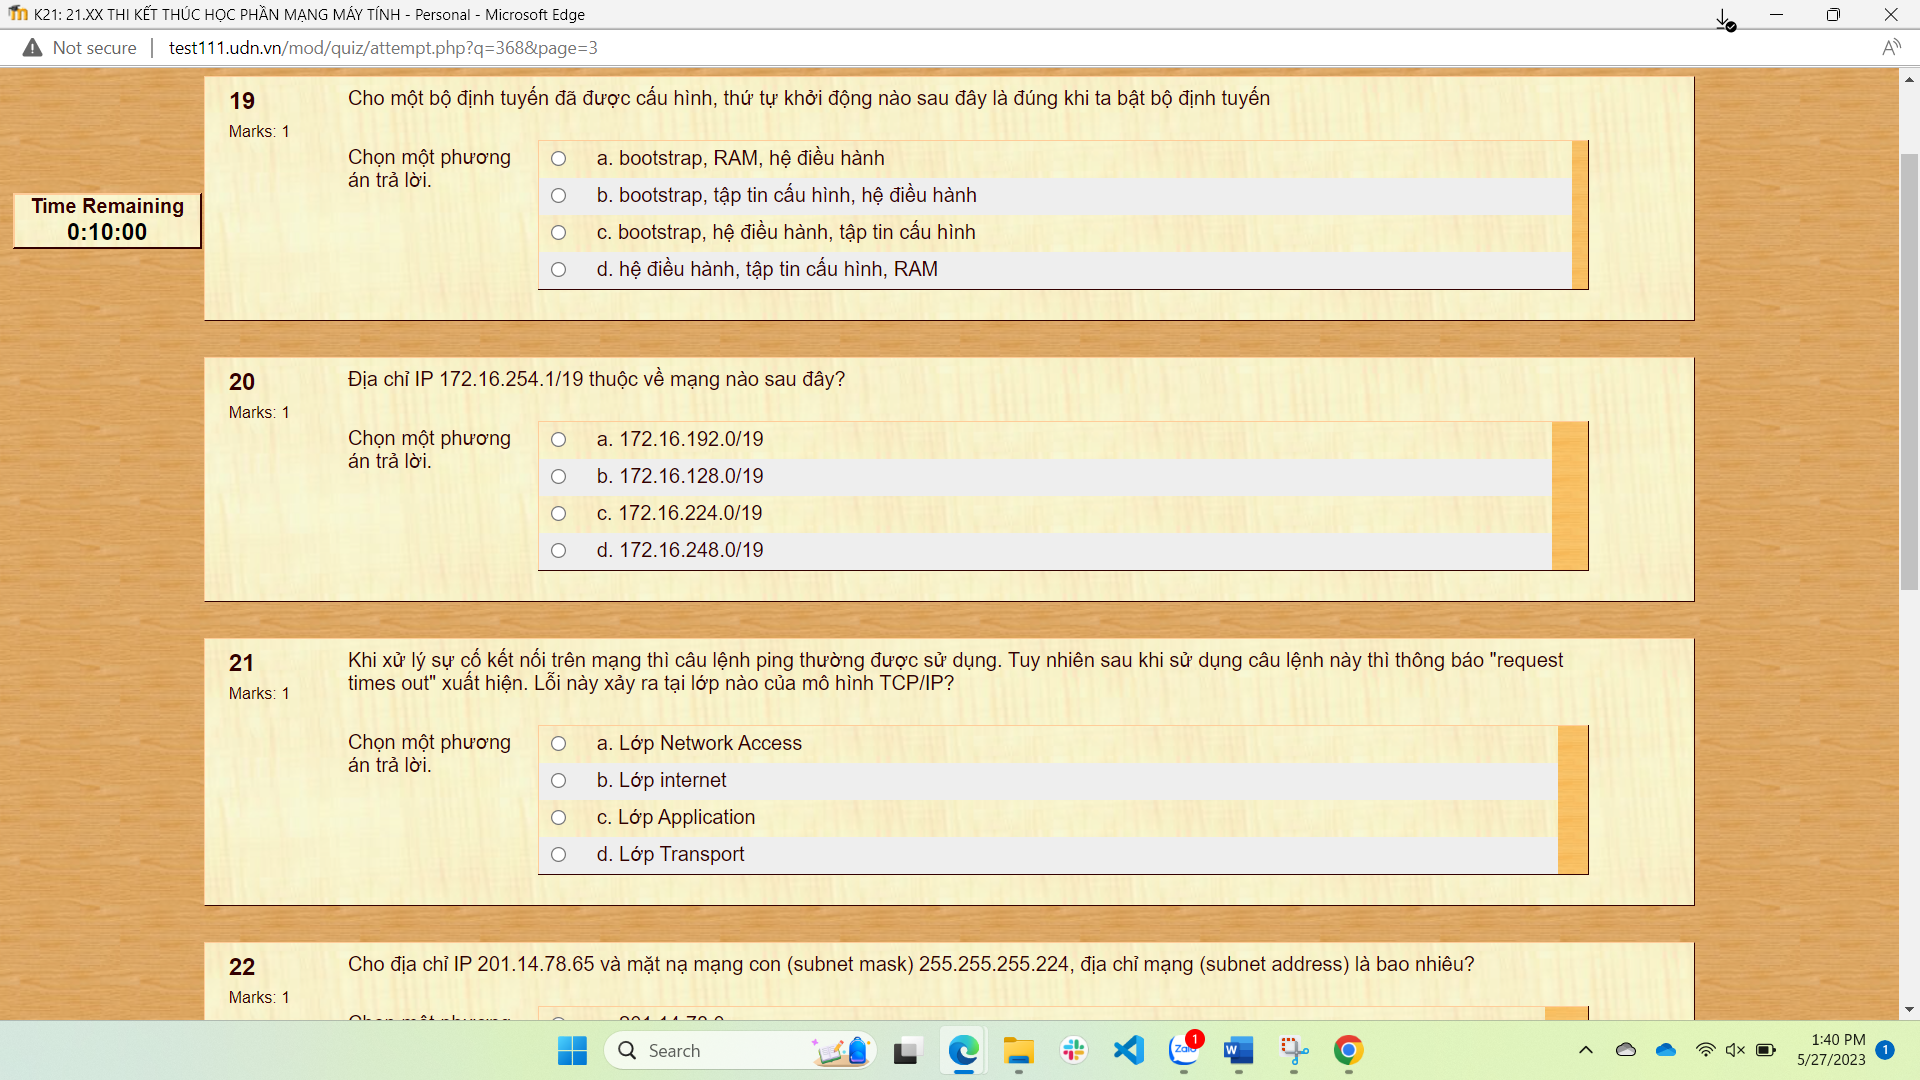 K21: 21.XX THI KẾT THÚC HỌC PHẦN MẠNG MÁY TÍNH - Personal - Microsoft Edge
Not secure | test111.udn.vn/mod/quiz/attempt.php?q=368&page=3
19
Marks: 1
Cho một bộ định tuyến đã được cấu hình, thứ tự khởi động nào sau đây là đúng khi ta bật bộ định tuyến
Chọn một phương
án trả lời.
a. bootstrap, RAM, hệ điều hành
b. bootstrap, tập tin cấu hình, hệ điều hành
c. bootstrap, hệ điều hành, tập tin cấu hình
d. hệ điều hành, tập tin cấu hình, RAM
Time Remaining
0:10:00
20
Marks: 1
Địa chỉ IP 172.16.254.1/19 thuộc về mạng nào sau đây?
Chọn một phương
án trả lời.
a. 172.16.192.0/19
b. 172.16.128.0/19
c. 172.16.224.0/19
d. 172.16.248.0/19
21
Marks: 1
Khi xử lý sự cố kết nối trên mạng thì câu lệnh ping thường được sử dụng. Tuy nhiên sau khi sử dụng câu lệnh này thì thông báo "request
times out" xuất hiện. Lỗi này xảy ra tại lớp nào của mô hình TCP/IP?
Chọn một phương
án trả lời.
a. Lớp Network Access
b. Lớp internet
c. Lớp Application
d. Lớp Transport
22
Marks: 1
Cho địa chỉ IP 201.14.78.65 và mặt nạ mạng con (subnet mask) 255.255.255.224, địa chỉ mạng (subnet address) là bao nhiêu?
Search
Zalo
1
1:40 PM
5/27/2023
1